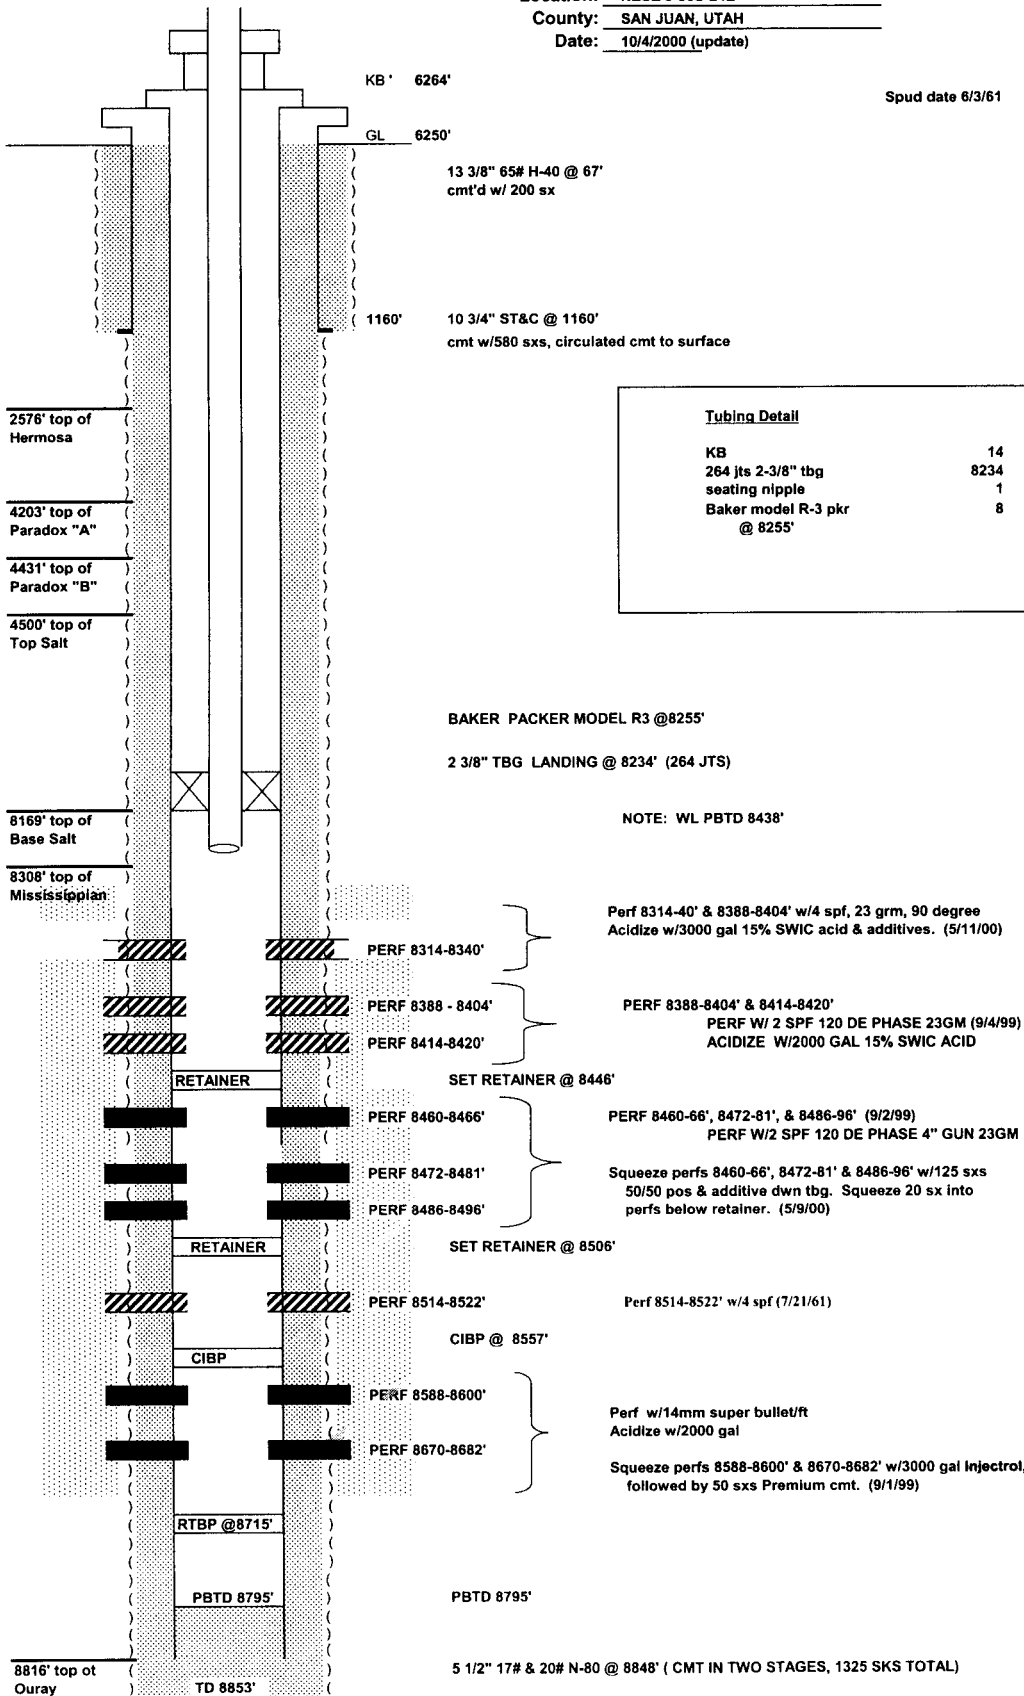 County: SAN JUAN, UTAH
Date: 10/4/2000 (update)
KB ' 6264'
Spud date 6/3/61
GL 6250'
13 3/8" 65# H-40 @ 67'
cmt'd w/ 200 sx
1160' 10 3/4" ST&C @ 1160'
cmt w/580 sxs, circulated cmt to surface
2576' top of
Hermosa
Tubing Detail
KB 14
264 jts 2-3/8" tbg 8234
seating nipple 1
Baker model R-3 pkr 8
@ 8255'
4203' top of
Paradox "A"
4431' top of
Paradox "B"
4500' top of
Top Salt
BAKER PACKER MODEL R3 @8255'
2 3/8" TBG LANDING @ 8234' (264 JTS)
8169' top of
Base Salt
NOTE: WL PBTD 8438'
8308' top of
Mississippian
Perf 8314-40' & 8388-8404' w/4 spf, 23 grm, 90 degree
Acidize w/3000 gal 15% SWIC acid & additives. (5/11/00)
PERF 8314-8340'
PERF 8388 - 8404'
PERF 8414-8420'
PERF 8388-8404' & 8414-8420'
PERF W/ 2 SPF 120 DE PHASE 23GM (9/4/99)
ACIDIZE W/2000 GAL 15% SWIC ACID
RETAINER
SET RETAINER @ 8446'
PERF 8460-8466'
PERF 8472-8481'
PERF 8486-8496'
PERF 8460-66', 8472-81', & 8486-96' (9/2/99)
PERF W/2 SPF 120 DE PHASE 4" GUN 23GM
Squeeze perfs 8460-66', 8472-81' & 8486-96' w/125 sxs
50/50 pos & additive dwn tbg. Squeeze 20 sx into
perfs below retainer. (5/9/00)
RETAINER
SET RETAINER @ 8506'
PERF 8514-8522'
Perf 8514-8522' w/4 spf (7/21/61)
CIBP @ 8557'
CIBP
PERF 8588-8600'
PERF 8670-8682'
Perf w/14mm super bullet/ft
Acidize w/2000 gal
Squeeze perfs 8588-8600' & 8670-8682' w/3000 gal Injectrol,
followed by 50 sxs Premium cmt. (9/1/99)
RTBP @8715'
PBTD 8795'
PBTD 8795'
8816' top ot
Ouray
5 1/2" 17# & 20# N-80 @ 8848' ( CMT IN TWO STAGES, 1325 SKS TOTAL)
TD 8853'